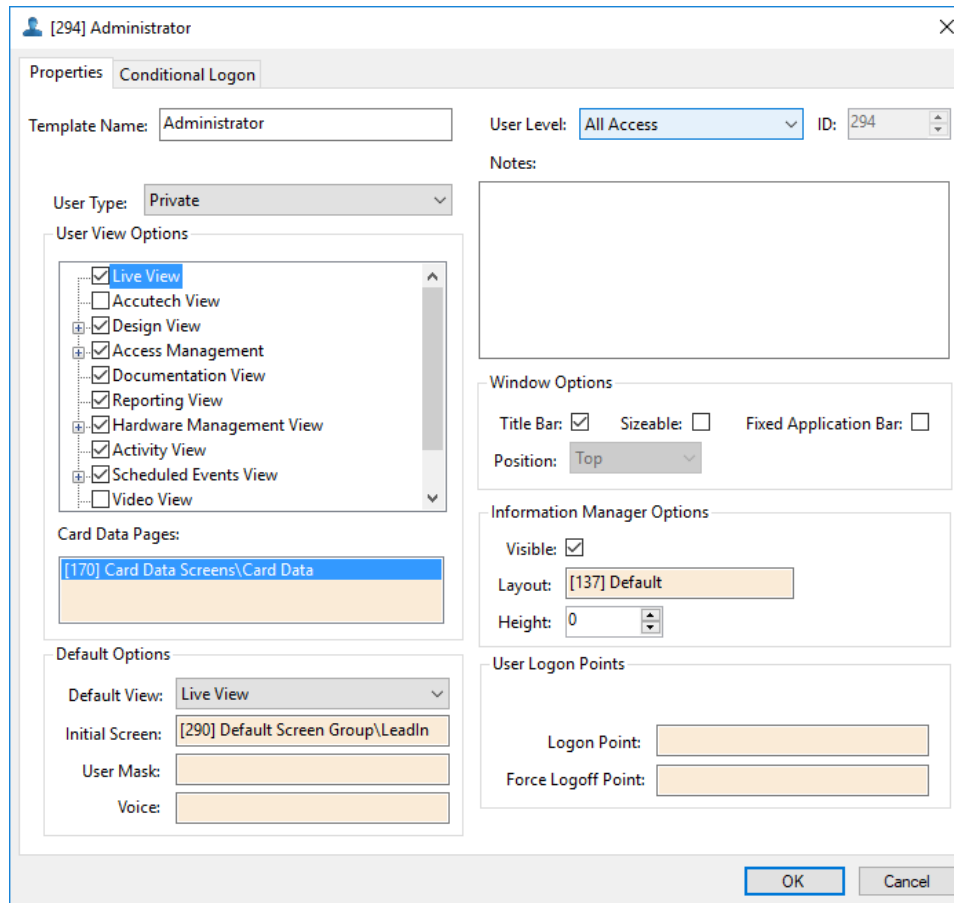 [294] Administrator
Properties
Conditional Logon
Template Name: Administrator
User Level: All Access
ID: 294
Notes:
User Type: Private
User View Options
Live View
Accutech View
Design View
Access Management
Documentation View
Reporting View
Hardware Management View
Activity View
Scheduled Events View
Video View
Card Data Pages:
[170] Card Data Screens\Card Data
Default Options
Default View: Live View
Initial Screen: [290] Default Screen Group\LeadIn
User Mask:
Voice:
Window Options
Title Bar:
Sizeable:
Fixed Application Bar:
Position: Top
Information Manager Options
Visible:
Layout: [137] Default
Height: 0
User Logon Points
Logon Point:
Force Logoff Point:
OK
Cancel